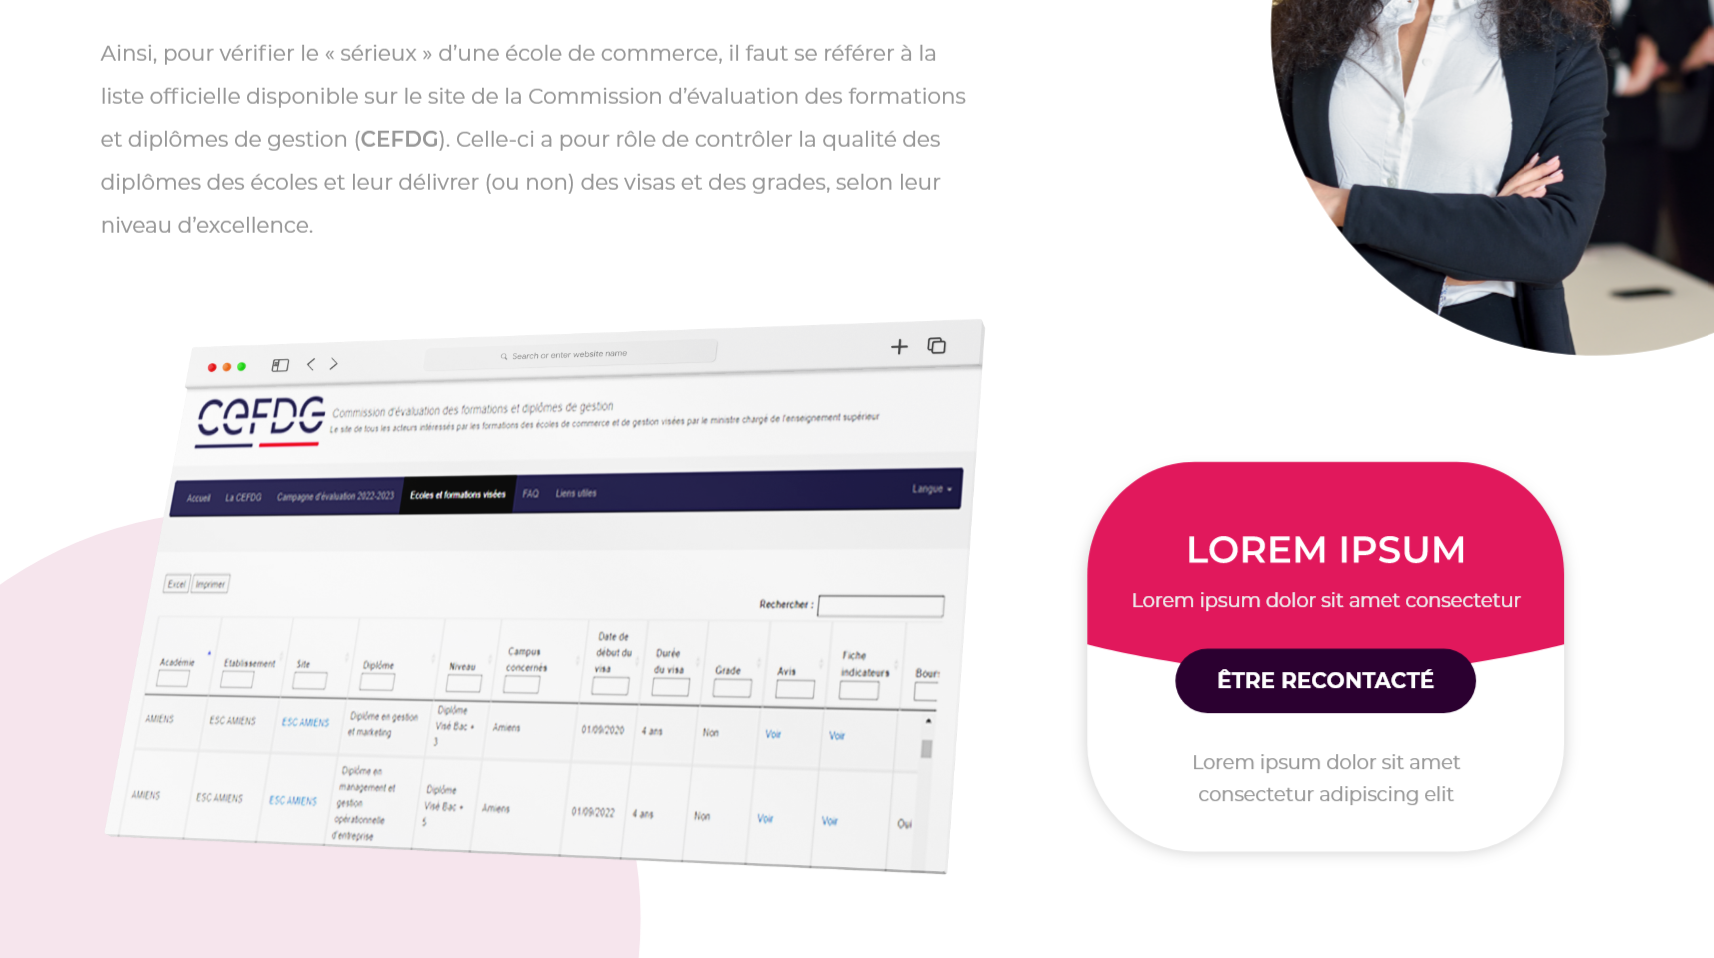 Ainsi, pour vérifier le « sérieux » d’une école de commerce, il faut se référer à la
liste officielle disponible sur le site de la Commission d’évaluation des formations
et diplômes de gestion (CEFDG). Celle-ci a pour rôle de contrôler la qualité des
diplômes des écoles et leur délivrer (ou non) des visas et des grades, selon leur
niveau d’excellence.
Search or enter website name
CEFDG
Commission d'évaluation des formations et diplômes de gestion
Le site de tous les acteurs intéressés par les formations des écoles de commerce et de gestion visées par le ministre chargé de l'enseignement supérieur
Accueil La CEFDG Campagne d'évaluation 2022-2023 Ecoles et formations visées FAQ Liens utiles Langue
Excel Imprimer
Rechercher :
Académie Etablissement Site Diplôme Niveau Campus concernés Date de début du visa Durée du visa Grade Avis Fiche indicateurs Bours
AMIENS ESC AMIENS ESC AMIENS Diplôme en gestion et marketing Diplôme Visé Bac + 3 Amiens 01/09/2020 4 ans Non Voir Voir
AMIENS ESC AMIENS ESC AMIENS Diplôme en management et gestion opérationnelle d'entreprise Diplôme Visé Bac + 5 Amiens 01/09/2022 4 ans Non Voir Voir Oui
LOREM IPSUM
Lorem ipsum dolor sit amet consectetur
ÊTRE RECONTACTÉ
Lorem ipsum dolor sit amet
consectetur adipiscing elit